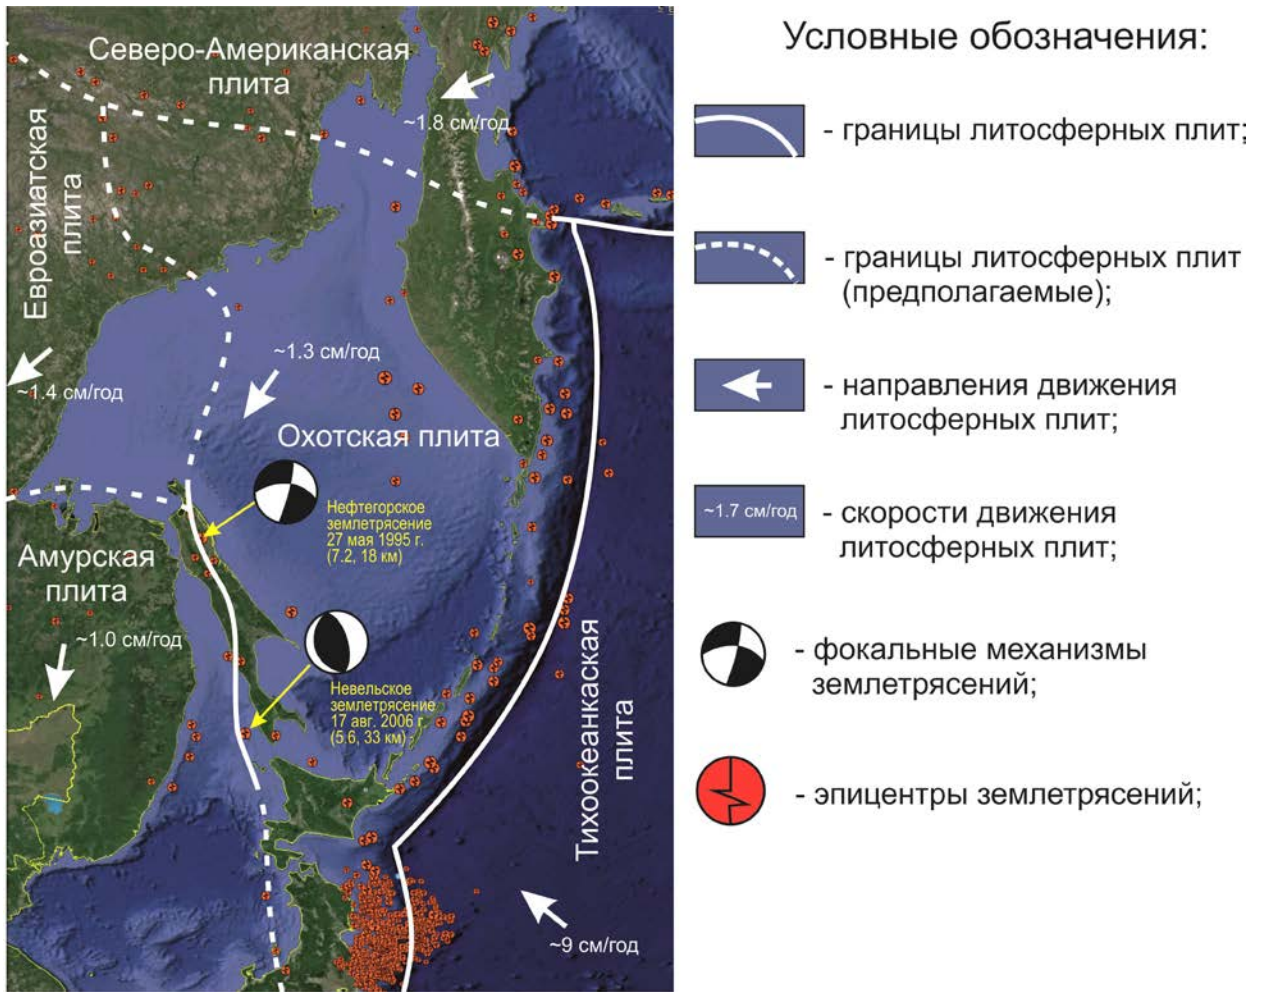 Северо-Американская
плита
~1.8 см/год
Евроазиатская
плита
~1.4 см/год
~1.3 см/год
Охотская плита
Нефтегорское
землетрясение
27 мая 1995 г.
(7.2, 18 км)
Амурская
плита
~1.0 см/год
Невельское
землетрясение
17 авг. 2006 г.
(5.6, 33 км)
Тихоокеанкаская
плита
~9 см/год
Условные обозначения:
- границы литосферных плит;
- границы литосферных плит
(предполагаемые);
- направления движения
литосферных плит;
~1.7 см/год
- скорости движения
литосферных плит;
- фокальные механизмы
землетрясений;
- эпицентры землетрясений;